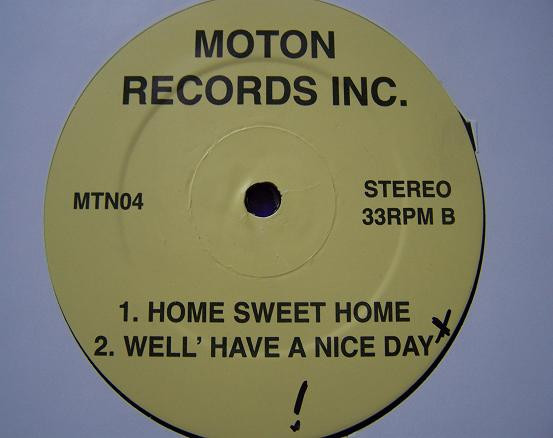 MOTON
RECORDS INC.
MTN04
STEREO
33RPM B
1. HOME SWEET HOME
2. WELL' HAVE A NICE DAY x
!